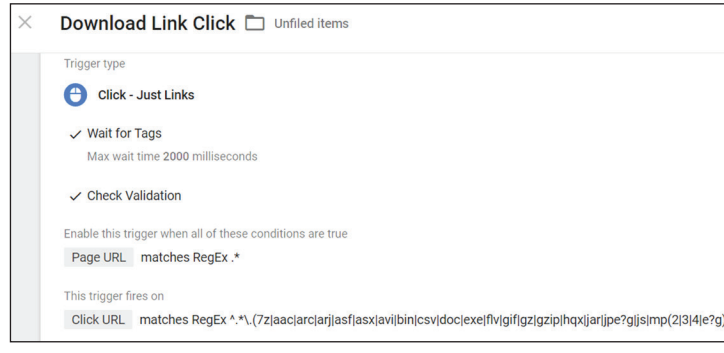 Download Link Click Unfiled items
Trigger type
Click - Just Links
Wait for Tags
Max wait time 2000 milliseconds
Check Validation
Enable this trigger when all of these conditions are true
Page URL matches RegEx .*
This trigger fires on
Click URL matches RegEx ^.*\.(7z|aac|arc|arj|asf|asx|avi|bin|csv|doc|exe|flv|gif|gz|gzip|hqx|jar|jpe?g|js|mp(2|3|4|e?g)